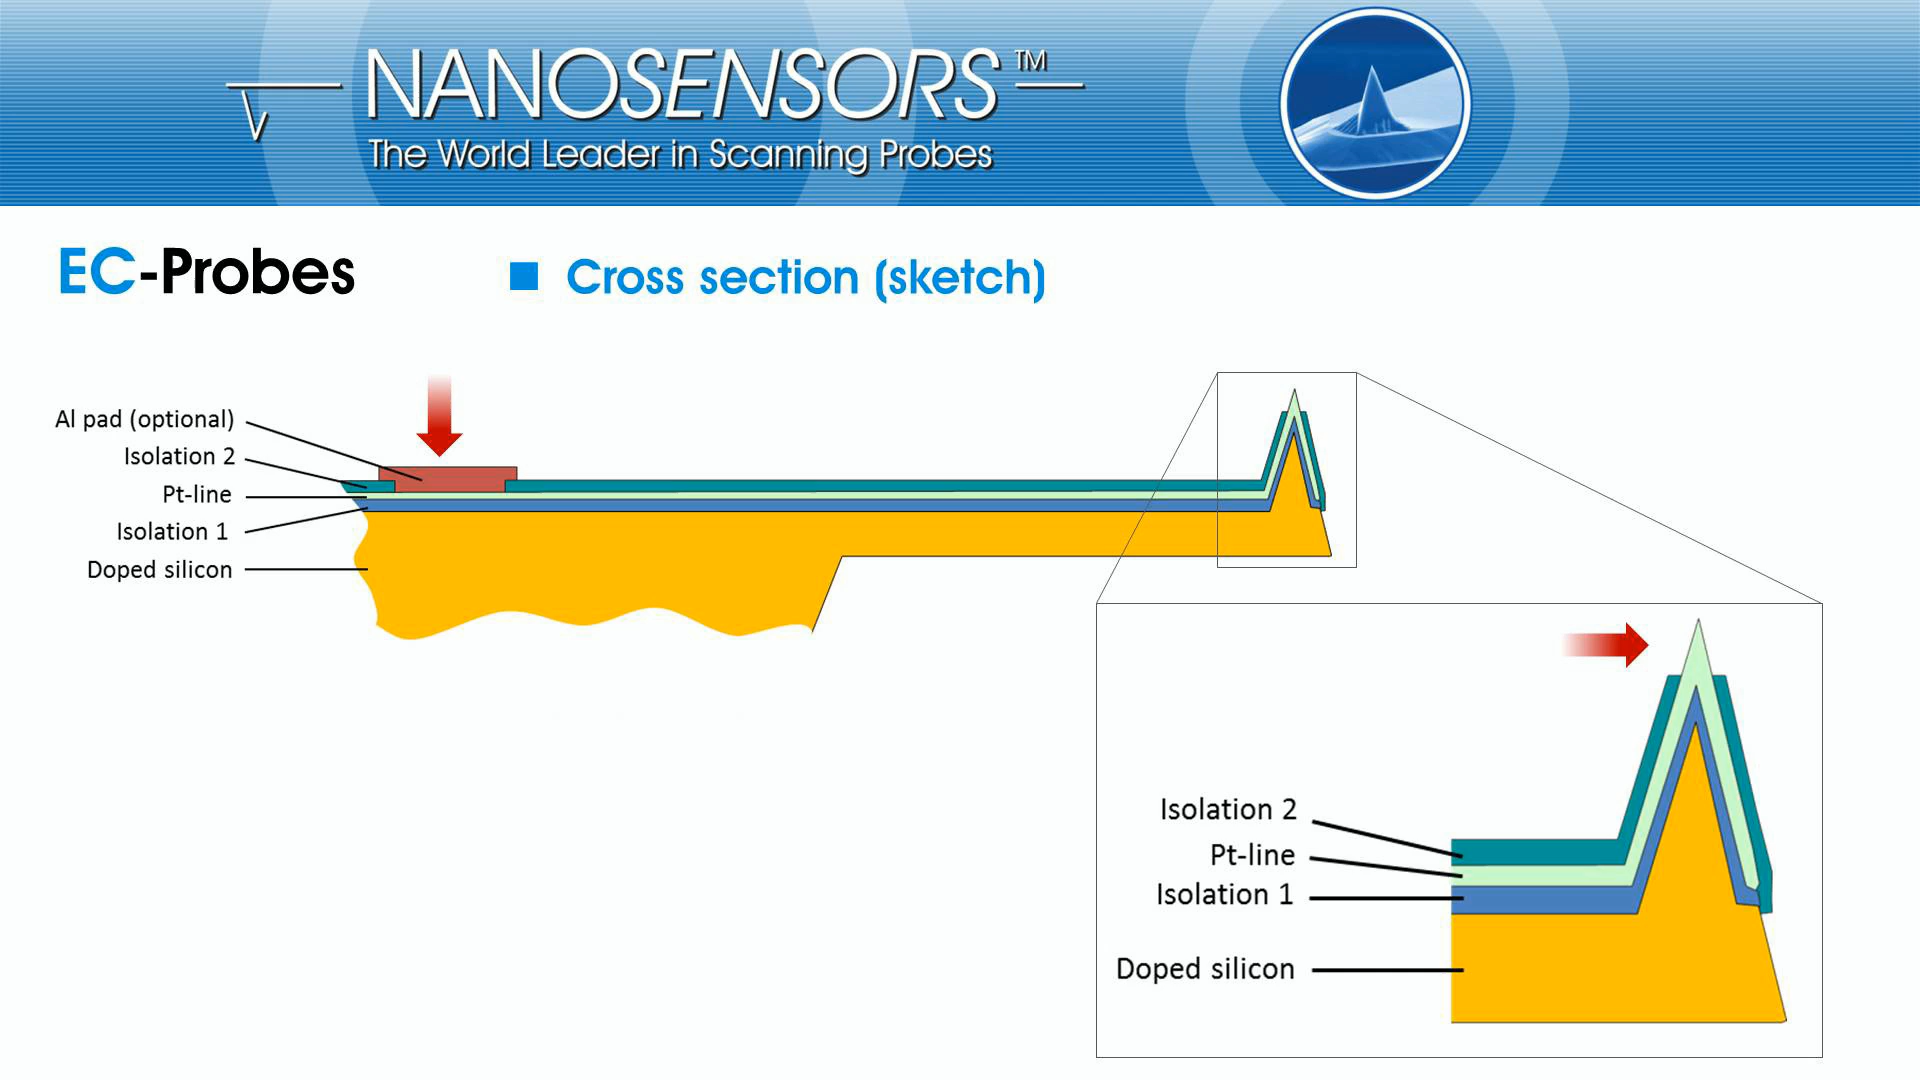 NANOSENSORS™
The World Leader in Scanning Probes
EC-Probes
Cross section (sketch)
Al pad (optional)
Isolation 2
Pt-line
Isolation 1
Doped silicon
Isolation 2
Pt-line
Isolation 1
Doped silicon